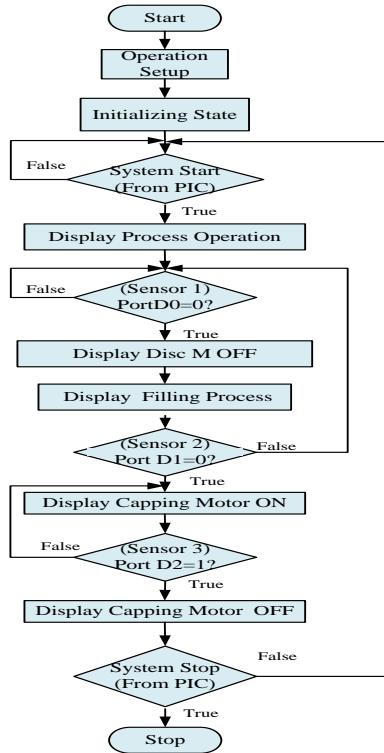 Start
Operation
Setup
Initializing State
False
System Start
(From PIC)
True
Display Process Operation
False
(Sensor 1)
PortD0=0?
True
Display Disc M OFF
Display Filling Process
(Sensor 2)
Port D1=0?
False
True
Display Capping Motor ON
False
(Sensor 3)
Port D2=1?
True
Display Capping Motor OFF
System Stop
(From PIC)
False
True
Stop